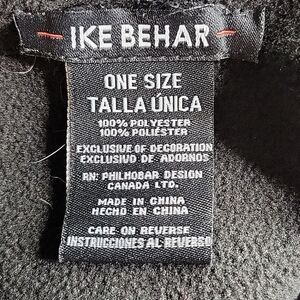 IKE BEHAR
ONE SIZE
TALLA ÚNICA
100% POLYESTER
100% POLIÉSTER
EXCLUSIVE OF DECORATION
EXCLUSIVO DE ADORNOS
RN: PHILHOBAR DESIGN
CANADA LTD.
MADE IN CHINA
HECHO EN CHINA
CARE ON REVERSE
INSTRUCCIONES AL REVERSO